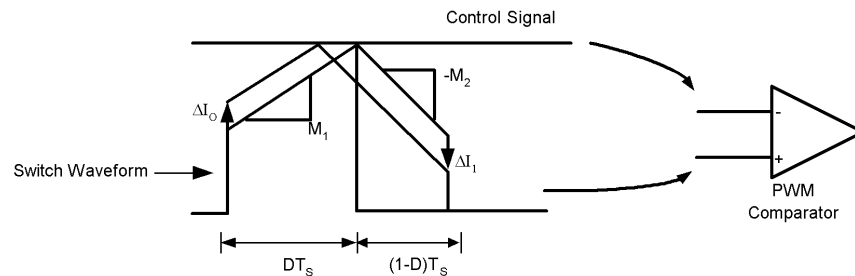 Control Signal
-M₂
ΔI₀
M₁
ΔI₁
Switch Waveform
-
+
PWM
Comparator
DTₛ
(1-D)Tₛ